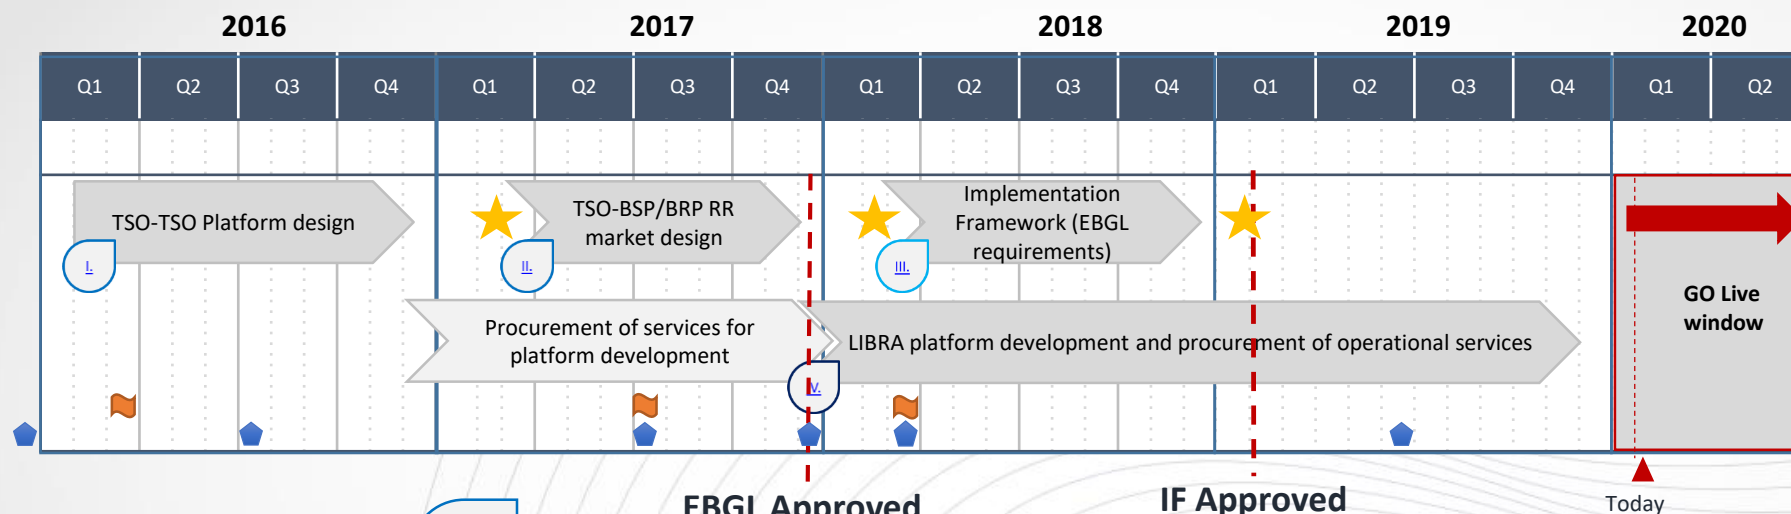 2016 2017 2018 2019 2020
Q1 Q2 Q3 Q4 Q1 Q2 Q3 Q4 Q1 Q2 Q3 Q4 Q1 Q2 Q3 Q4 Q1 Q2
TSO-TSO Platform design
I.
TSO-BSP/BRP RR
market design
II.
Implementation
Framework (EBGL
requirements)
III.
GO Live
window
Procurement of services for
platform development
LIBRA platform development and procurement of operational services
IV.
EBGL Approved
IF Approved
Today